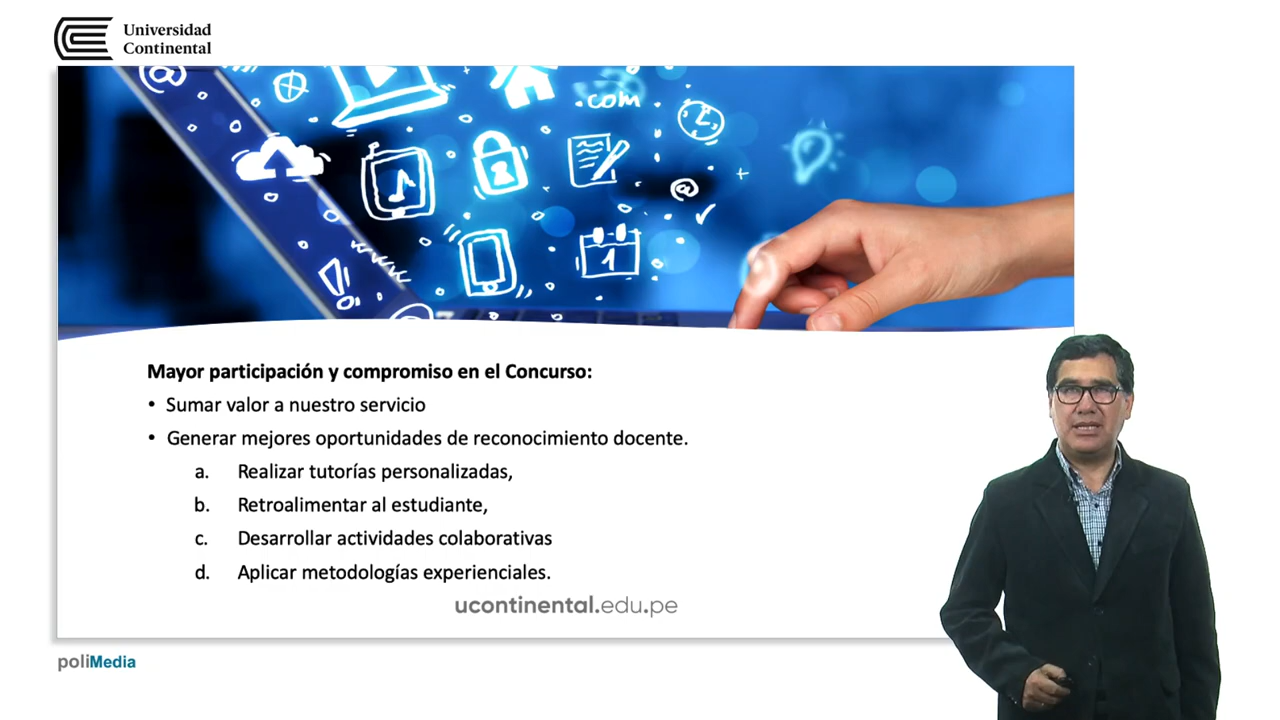 Universidad
Continental
@
.com
@
1
Mayor participación y compromiso en el Concurso:
• Sumar valor a nuestro servicio
• Generar mejores oportunidades de reconocimiento docente.
a. Realizar tutorías personalizadas,
b. Retroalimentar al estudiante,
c. Desarrollar actividades colaborativas
d. Aplicar metodologías experienciales.
ucontinental.edu.pe
poliMedia